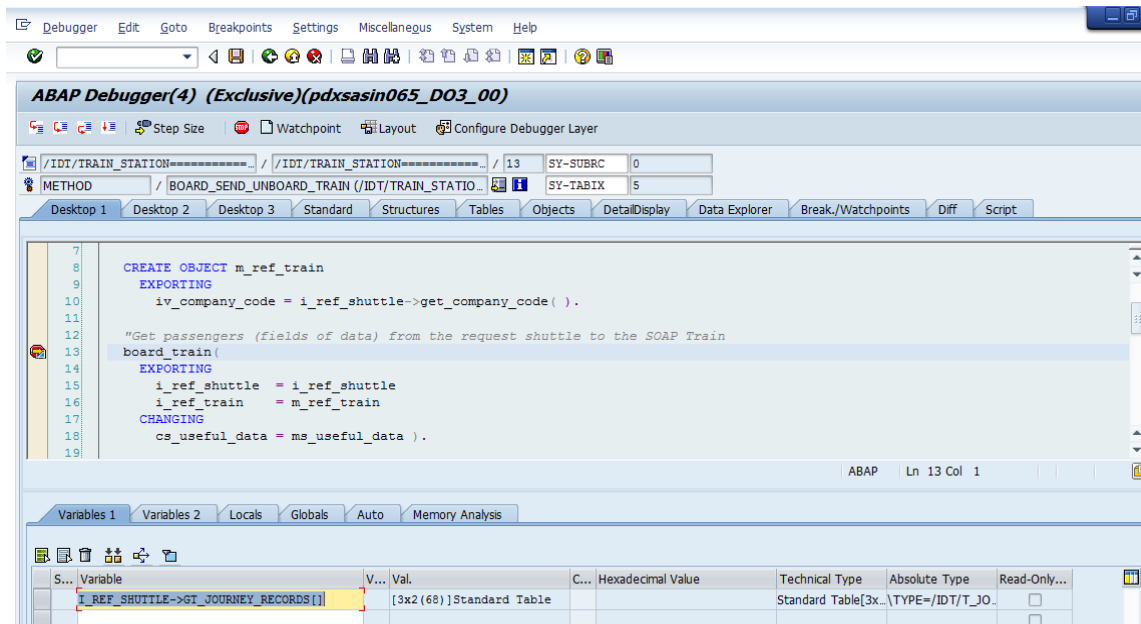 Debugger Edit Goto Breakpoints Settings Miscellaneous System Help
ABAP Debugger(4) (Exclusive)(pdxsasin065_DO3_00)
Step Size Watchpoint Layout Configure Debugger Layer
/IDT/TRAIN_STATION===========… / /IDT/TRAIN_STATION===========… / 13 SY-SUBRC 0
METHOD / BOARD_SEND_UNBOARD_TRAIN (/IDT/TRAIN_STATIO… SY-TABIX 5
Desktop 1 Desktop 2 Desktop 3 Standard Structures Tables Objects DetailDisplay Data Explorer Break./Watchpoints Diff Script
7
8 CREATE OBJECT m_ref_train
9 EXPORTING
10 iv_company_code = i_ref_shuttle->get_company_code( ).
11
12 "Get passengers (fields of data) from the request shuttle to the SOAP Train
13 board_train(
14 EXPORTING
15 i_ref_shuttle = i_ref_shuttle
16 i_ref_train = m_ref_train
17 CHANGING
18 cs_useful_data = ms_useful_data ).
19
ABAP Ln 13 Col 1
Variables 1 Variables 2 Locals Globals Auto Memory Analysis
S... Variable V... Val. C... Hexadecimal Value Technical Type Absolute Type Read-Only...
I_REF_SHUTTLE->GT_JOURNEY_RECORDS[] [3x2(68)]Standard Table Standard Table[3x… \TYPE=/IDT/T_JO…